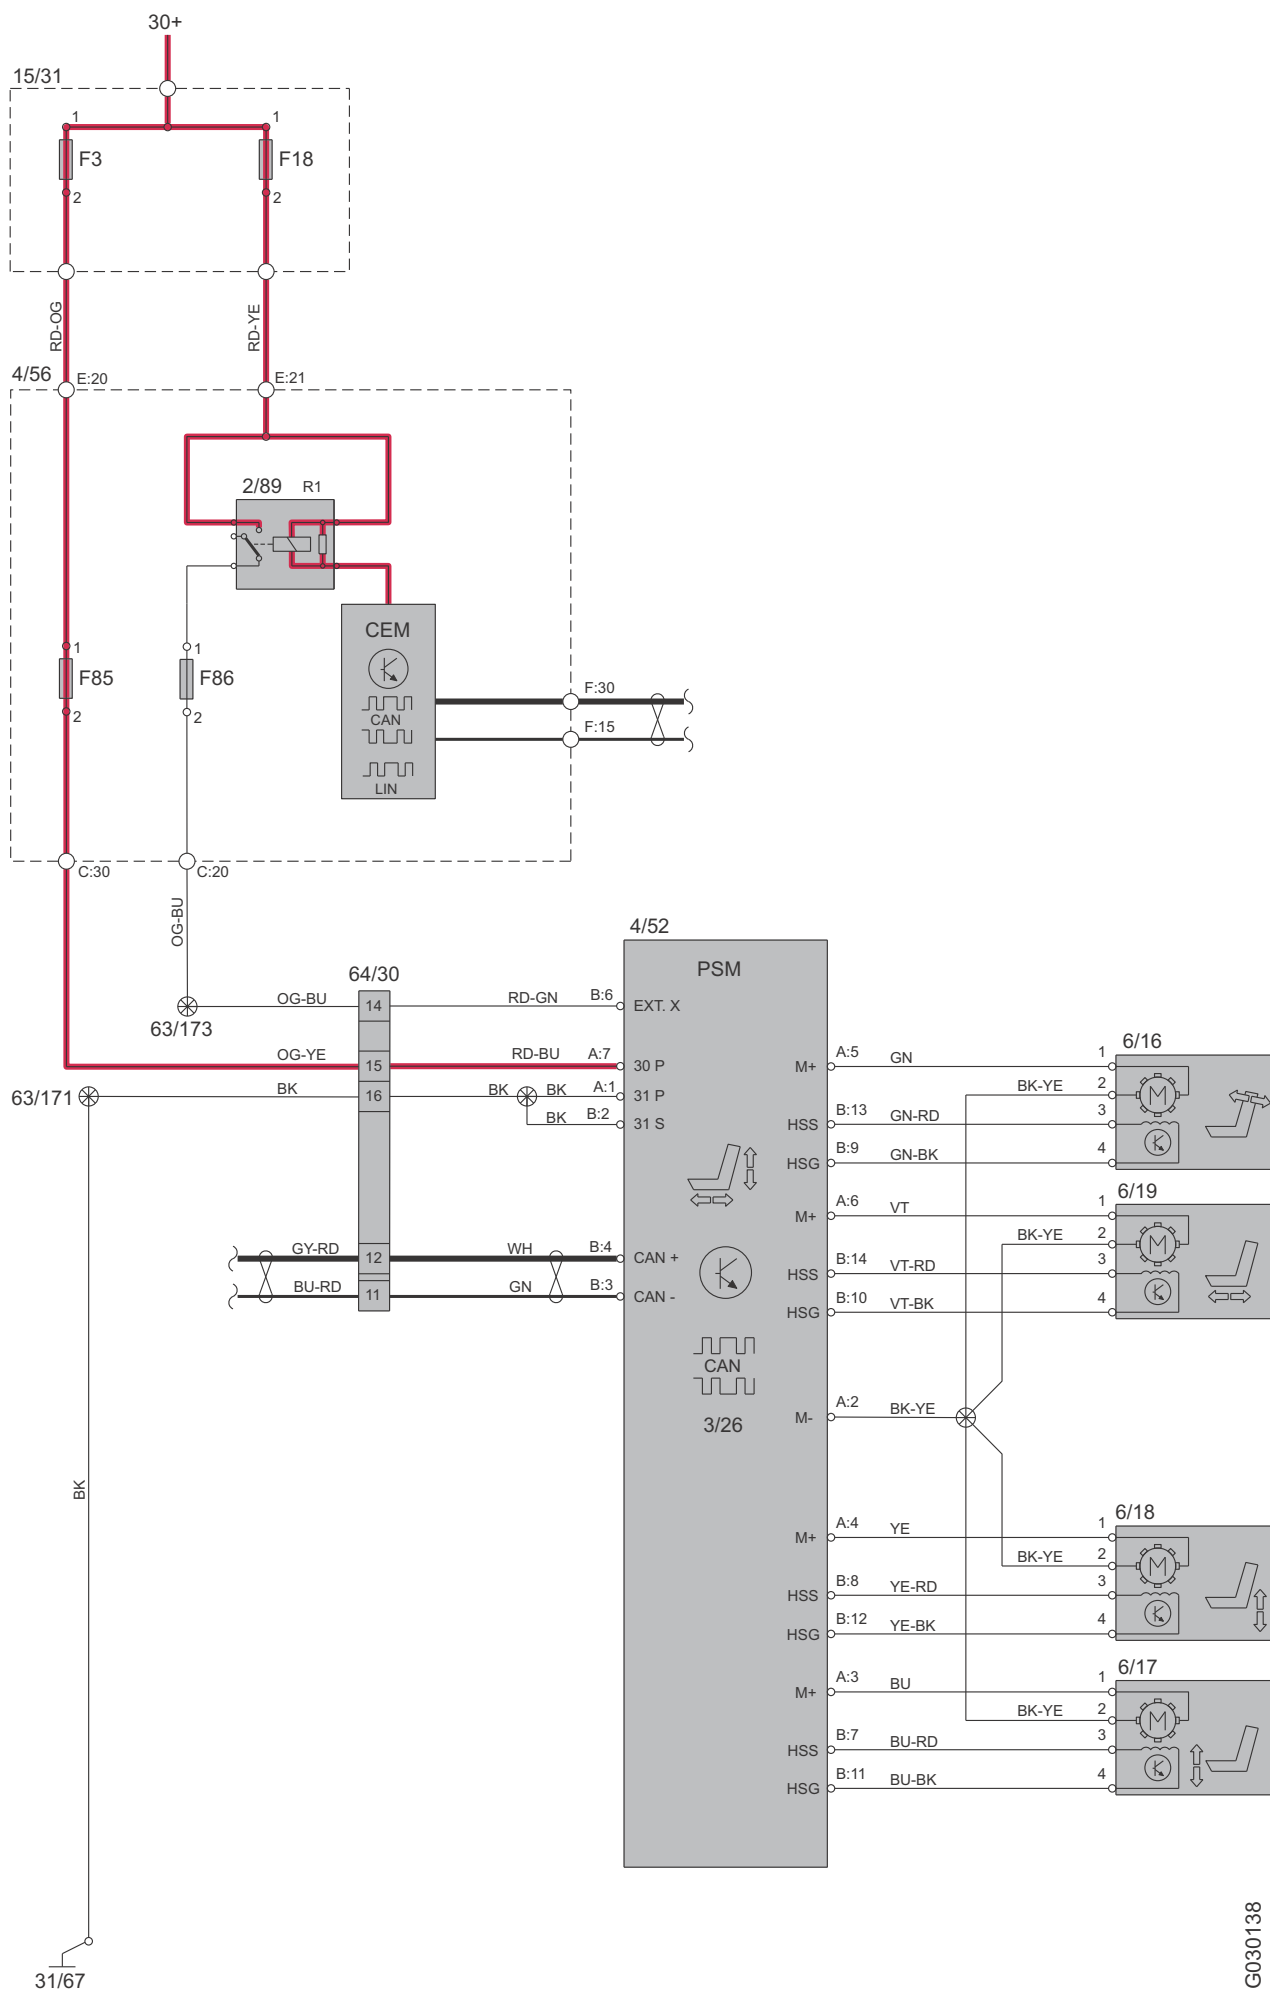 30+
15/31
1
1
F3
F18
2
2
RD-OG
RD-YE
4/56
E:20
E:21
2/89
R1
CEM
1
1
F85
F86
F:30
2
2
CAN
F:15
LIN
C:30
C:20
OG-BU
4/52
PSM
64/30
OG-BU
14
RD-GN
B:6
EXT. X
63/173
OG-YE
15
RD-BU
A:7
30 P
63/171
BK
16
BK
BK
A:1
31 P
BK
B:2
31 S
6/16
M+
A:5
GN
1
BK-YE
2
M
HSS
B:13
GN-RD
3
HSG
B:9
GN-BK
4
6/19
M+
A:6
VT
1
BK-YE
2
M
GY-RD
12
WH
B:4
CAN +
HSS
B:14
VT-RD
3
BU-RD
11
GN
B:3
CAN -
HSG
B:10
VT-BK
4
CAN
3/26
M-
A:2
BK-YE
BK
6/18
M+
A:4
YE
1
BK-YE
2
M
HSS
B:8
YE-RD
3
HSG
B:12
YE-BK
4
6/17
M+
A:3
BU
1
BK-YE
2
M
HSS
B:7
BU-RD
3
HSG
B:11
BU-BK
4
31/67
G030138